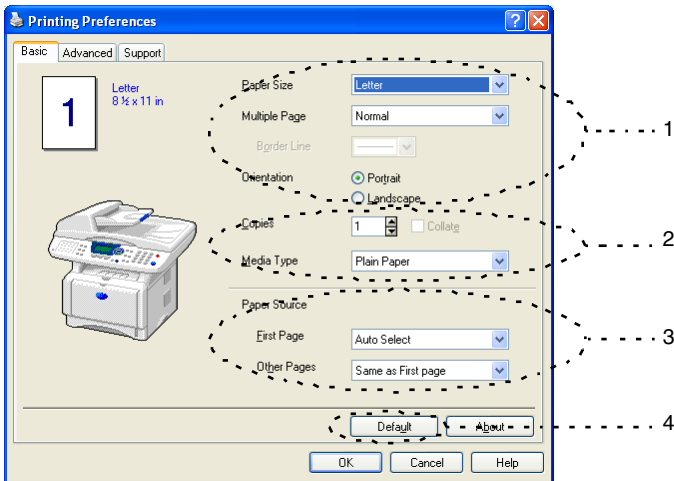 Printing Preferences
Basic Advanced Support
1
Letter
8 ½ x 11 in
Paper Size Letter
Multiple Page Normal
Border Line
Orientation Portrait
Landscape
Copies 1 Collate
Media Type Plain Paper
Paper Source
First Page Auto Select
Other Pages Same as First page
Default About
OK Cancel Help
1
2
3
4